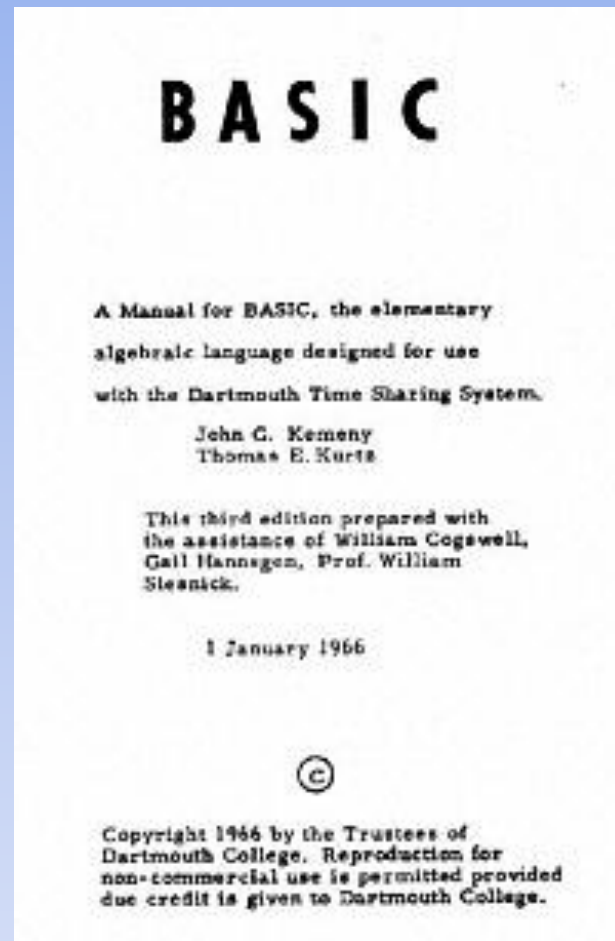 BASIC
A Manual for BASIC, the elementary
algebraic language designed for use
with the Dartmouth Time Sharing System.
John G. Kemeny
Thomas E. Kurtz
This third edition prepared with
the assistance of William Cogswell,
Gail Hannagen, Prof. William
Slesnick.
1 January 1966
©
Copyright 1966 by the Trustees of
Dartmouth College. Reproduction for
non-commercial use is permitted provided
due credit is given to Dartmouth College.